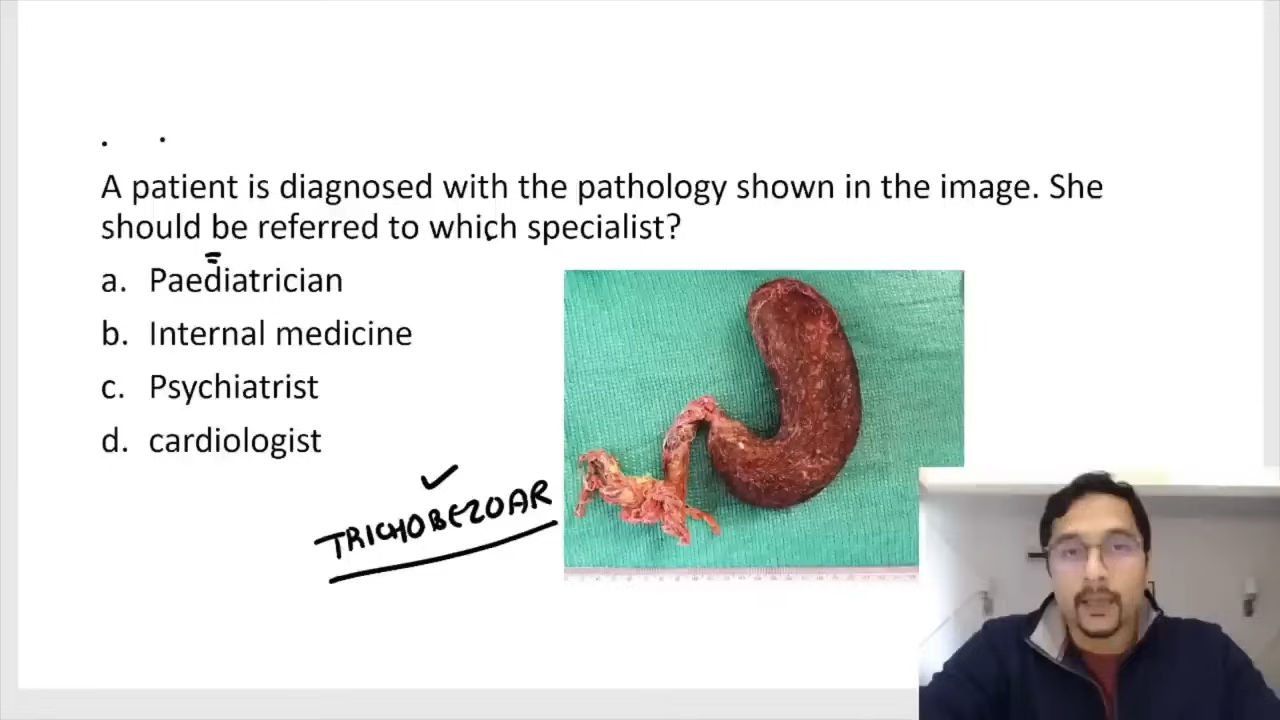 A patient is diagnosed with the pathology shown in the image. She
should be referred to which specialist?
a. Paediatrician
b. Internal medicine
c. Psychiatrist
d. cardiologist
TRICHOBEZOAR